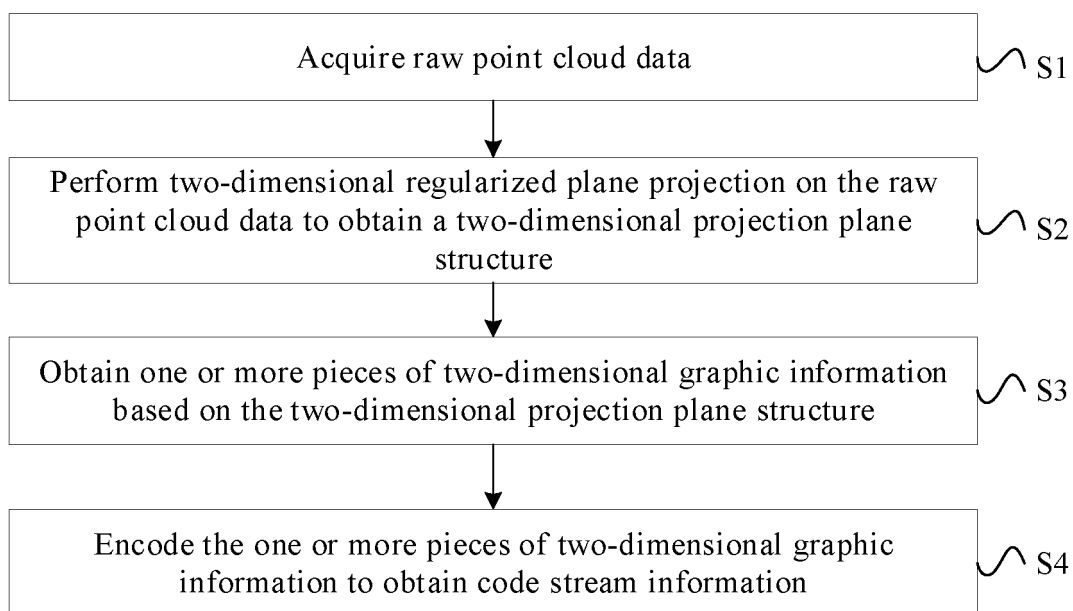 Acquire raw point cloud data
S1
Perform two-dimensional regularized plane projection on the raw
point cloud data to obtain a two-dimensional projection plane
structure
S2
Obtain one or more pieces of two-dimensional graphic information
based on the two-dimensional projection plane structure
S3
Encode the one or more pieces of two-dimensional graphic
information to obtain code stream information
S4